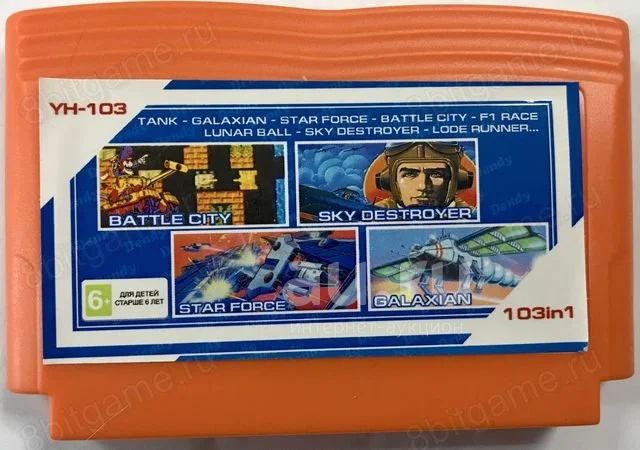 YH-103
TANK - GALAXIAN - STAR FORCE - BATTLE CITY - F1 RACE
LUNAR BALL - SKY DESTROYER - LODE RUNNER...
BATTLE CITY
SKY DESTROYER
STAR FORCE
GALAXIAN
6+
ДЛЯ ДЕТЕЙ
СТАРШЕ 6 ЛЕТ
103in1
интернет-аукцион
Dendy
8bitgame.ru